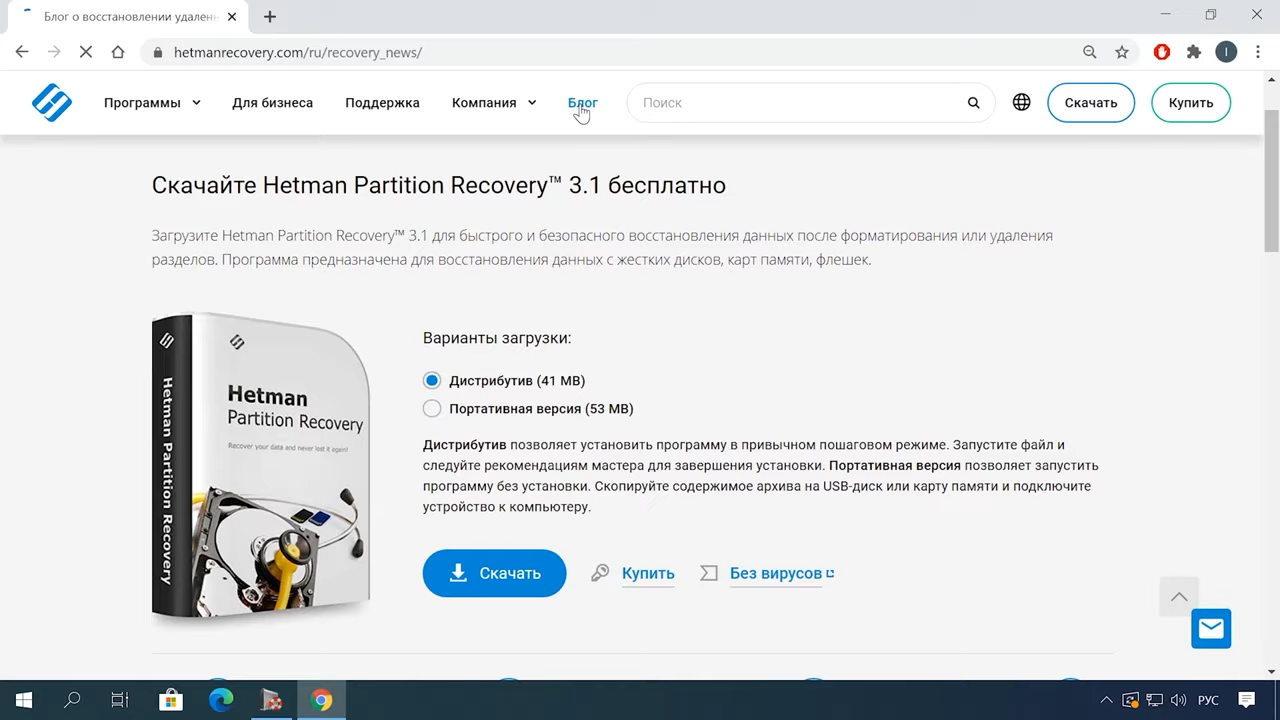 Блог о восстановлении удален
hetmanrecovery.com/ru/recovery_news/
I
Программы
Для бизнеса
Поддержка
Компания
Блог
Поиск
Скачать
Купить
Скачайте Hetman Partition Recovery™ 3.1 бесплатно
Загрузите Hetman Partition Recovery™ 3.1 для быстрого и безопасного восстановления данных после форматирования или удаления
разделов. Программа предназначена для восстановления данных с жестких дисков, карт памяти, флешек.
Hetman Partition Recovery
Hetman
Partition Recovery
Recover your data and never lost it again!
Варианты загрузки:
Дистрибутив (41 MB)
Портативная версия (53 MB)
Дистрибутив позволяет установить программу в привычном пошаговом режиме. Запустите файл и
следуйте рекомендациям мастера для завершения установки. Портативная версия позволяет запустить
программу без установки. Скопируйте содержимое архива на USB-диск или карту памяти и подключите
устройство к компьютеру.
Скачать
Купить
Без вирусов
РУС